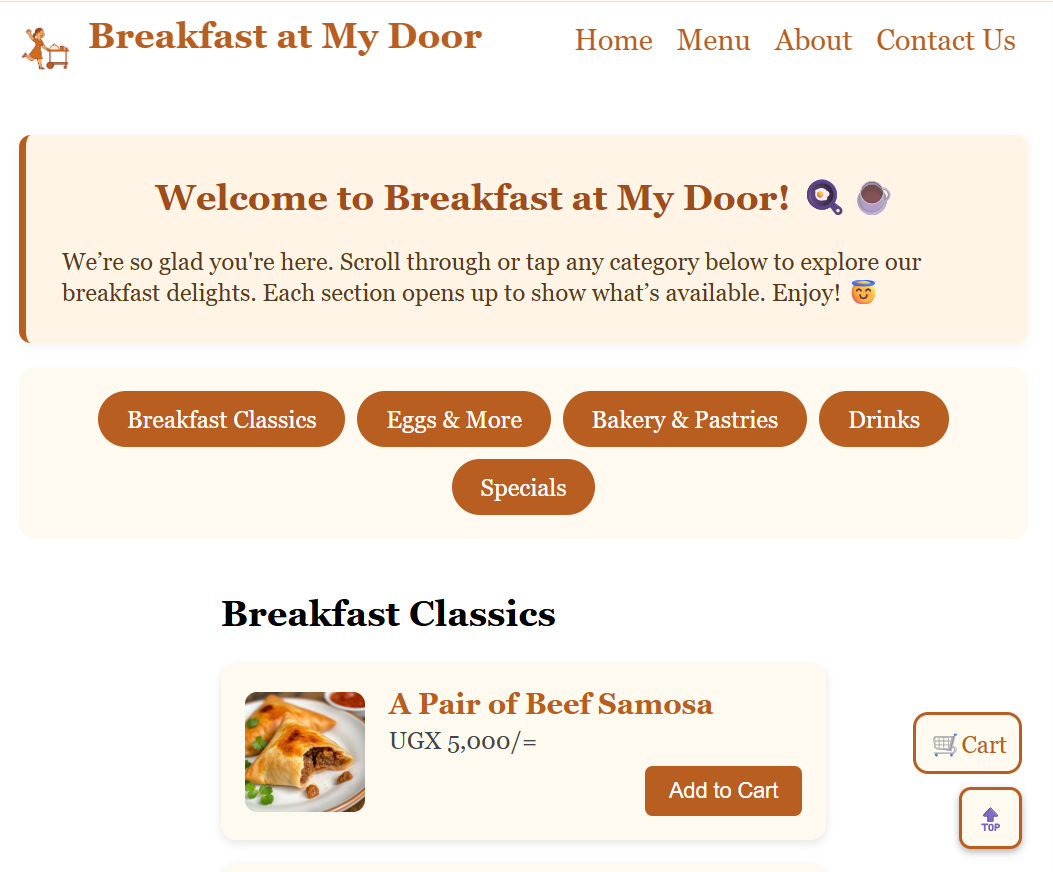 Breakfast at My Door
Home Menu About Contact Us
Welcome to Breakfast at My Door! 🍳 ☕
We’re so glad you're here. Scroll through or tap any category below to explore our
breakfast delights. Each section opens up to show what’s available. Enjoy! 😇
Breakfast Classics Eggs & More Bakery & Pastries Drinks
Specials
Breakfast Classics
A Pair of Beef Samosa
UGX 5,000/=
Add to Cart
🛒Cart
TOP